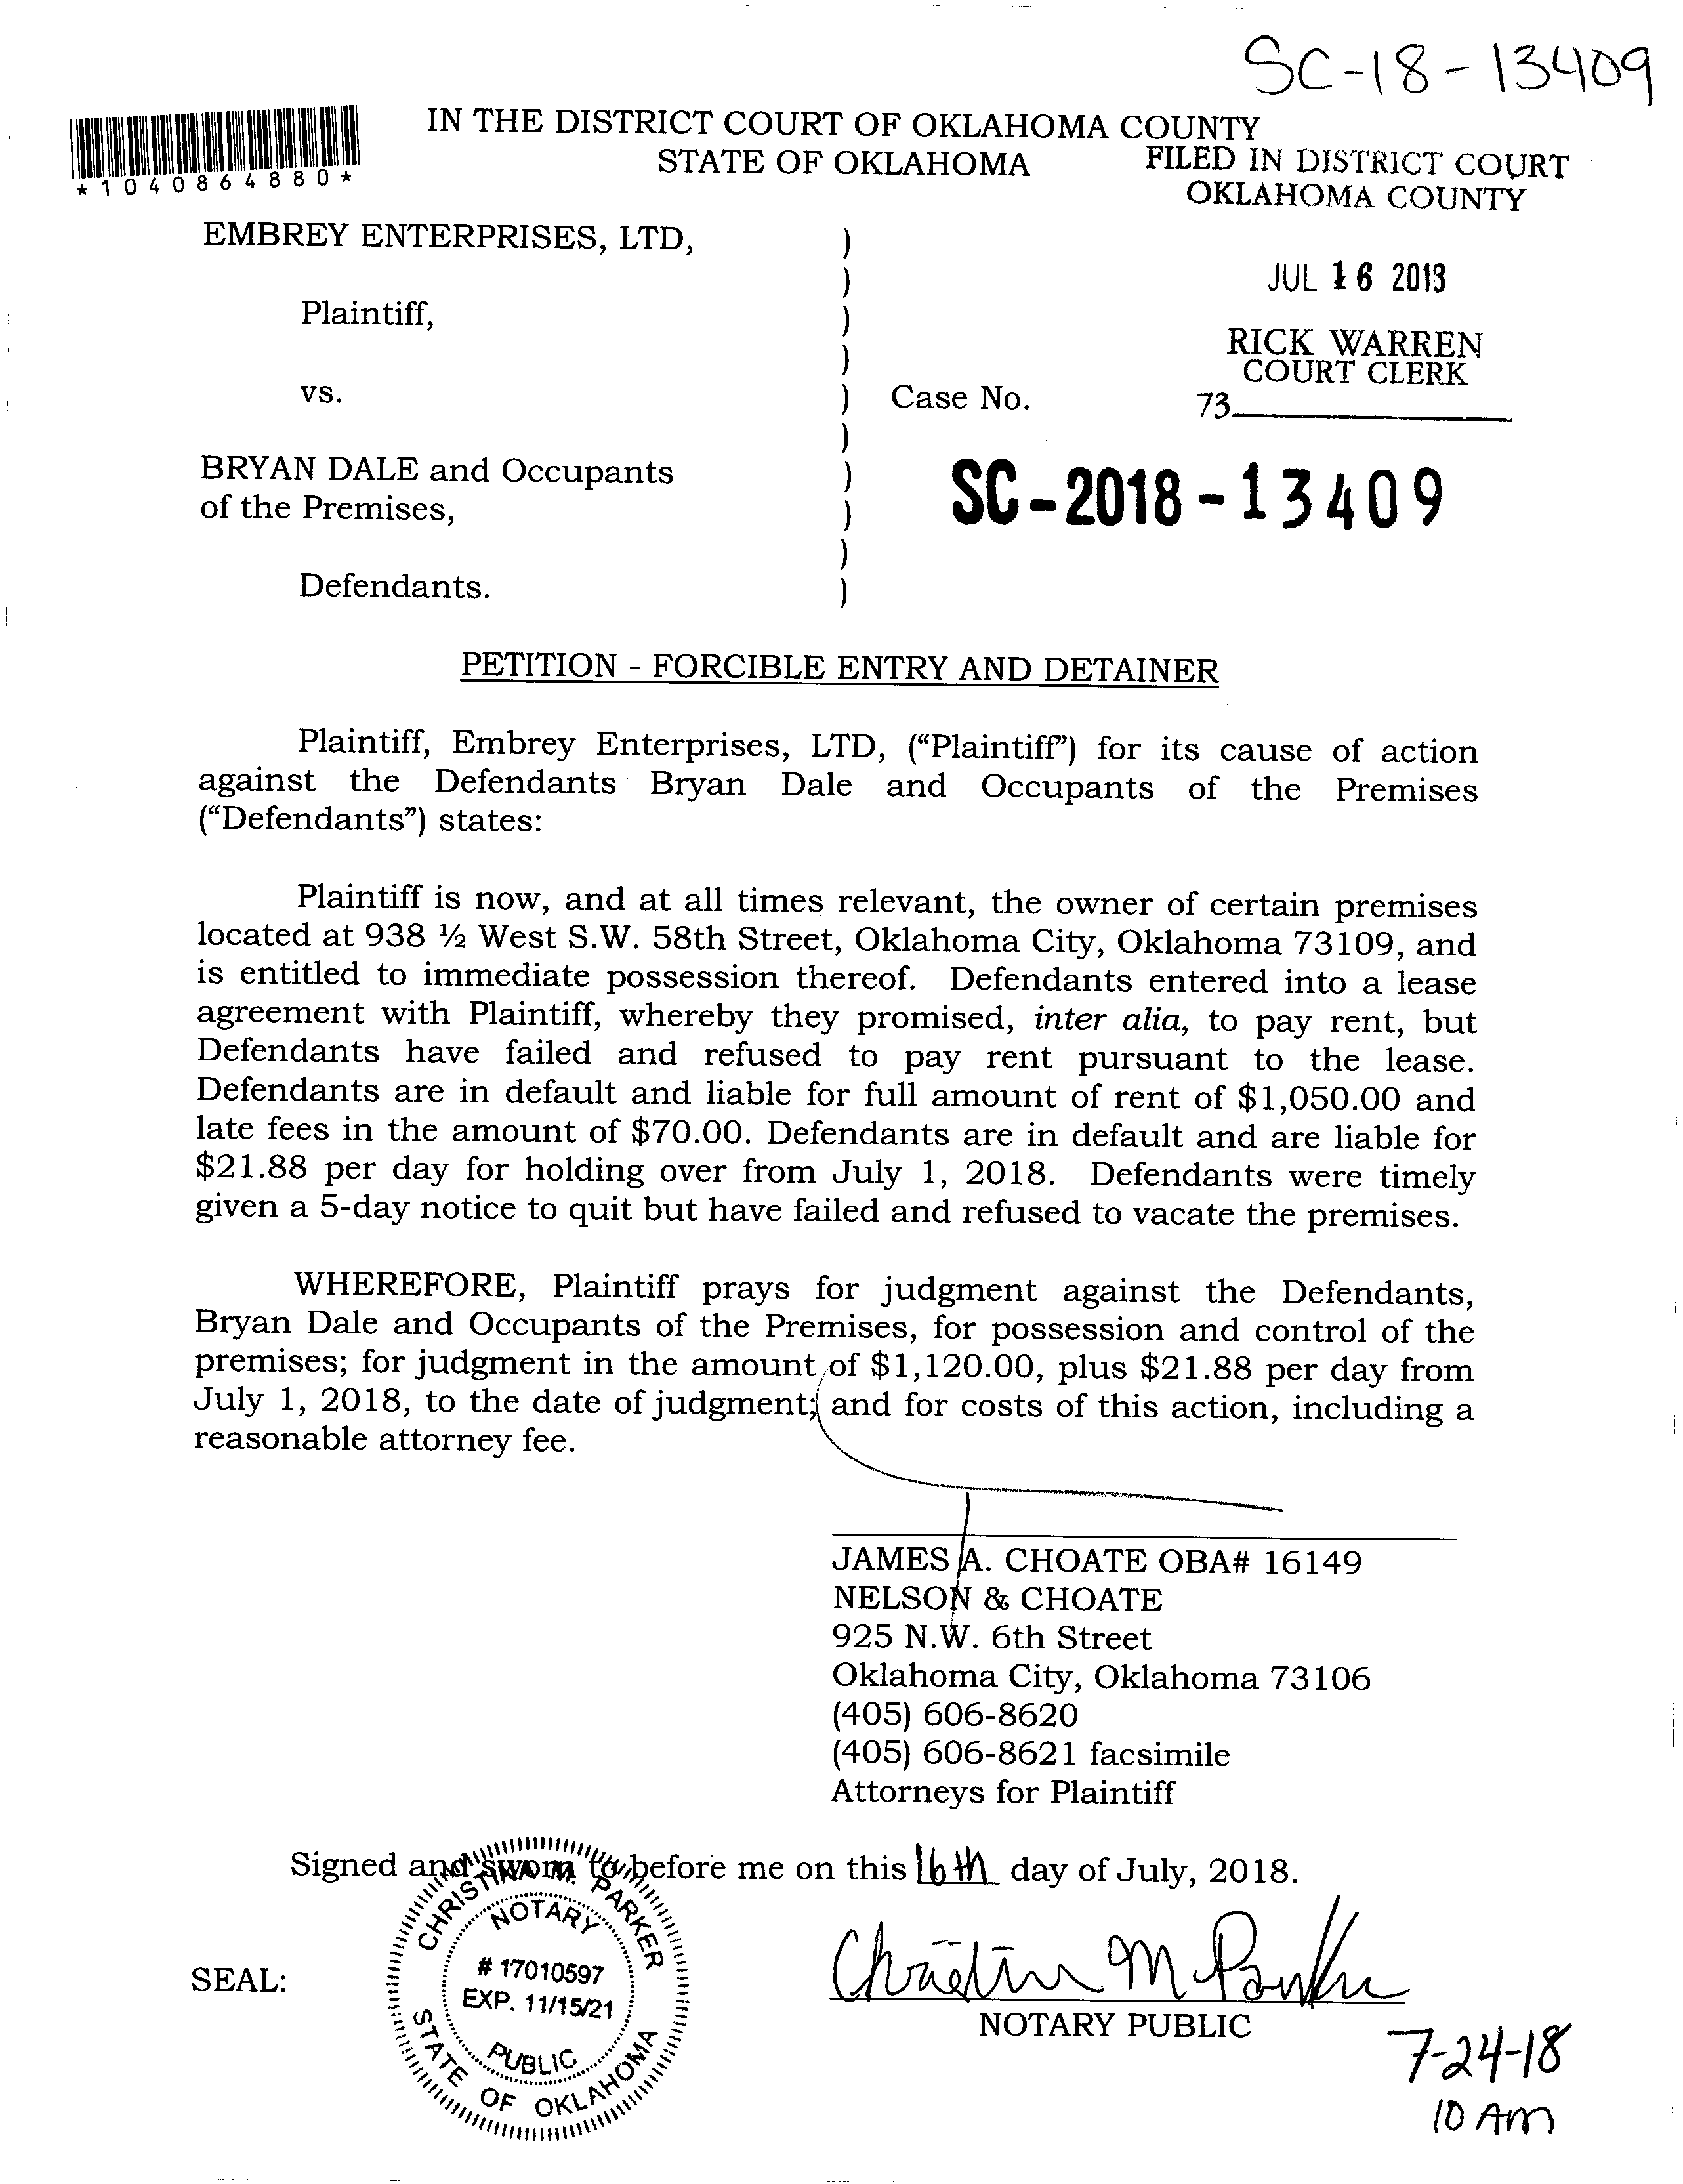 SC-18-13409
*1040864880*
IN THE DISTRICT COURT OF OKLAHOMA COUNTY
STATE OF OKLAHOMA
FILED IN DISTRICT COURT
OKLAHOMA COUNTY
EMBREY ENTERPRISES, LTD, )
)
JUL 16 2018
Plaintiff, )
)
RICK WARREN
COURT CLERK
vs. ) Case No. 73
)
BRYAN DALE and Occupants )
of the Premises, )
SC-2018-13409
)
Defendants. )
PETITION - FORCIBLE ENTRY AND DETAINER
Plaintiff, Embrey Enterprises, LTD, (“Plaintiff”) for its cause of action
against the Defendants Bryan Dale and Occupants of the Premises
(“Defendants”) states:
Plaintiff is now, and at all times relevant, the owner of certain premises
located at 938 ½ West S.W. 58th Street, Oklahoma City, Oklahoma 73109, and
is entitled to immediate possession thereof. Defendants entered into a lease
agreement with Plaintiff, whereby they promised, inter alia, to pay rent, but
Defendants have failed and refused to pay rent pursuant to the lease.
Defendants are in default and liable for full amount of rent of $1,050.00 and
late fees in the amount of $70.00. Defendants are in default and are liable for
$21.88 per day for holding over from July 1, 2018. Defendants were timely
given a 5-day notice to quit but have failed and refused to vacate the premises.
WHEREFORE, Plaintiff prays for judgment against the Defendants,
Bryan Dale and Occupants of the Premises, for possession and control of the
premises; for judgment in the amount of $1,120.00, plus $21.88 per day from
July 1, 2018, to the date of judgment; and for costs of this action, including a
reasonable attorney fee.
JAMES A. CHOATE OBA# 16149
NELSON & CHOATE
925 N.W. 6th Street
Oklahoma City, Oklahoma 73106
(405) 606-8620
(405) 606-8621 facsimile
Attorneys for Plaintiff
Signed and sworn to before me on this 16th day of July, 2018.
CHRISTINA M. PARKER
NOTARY
# 17010597
EXP. 11/15/21
PUBLIC
STATE OF OKLAHOMA
SEAL:
Christina M Parker
NOTARY PUBLIC
7-24-18
10 AM